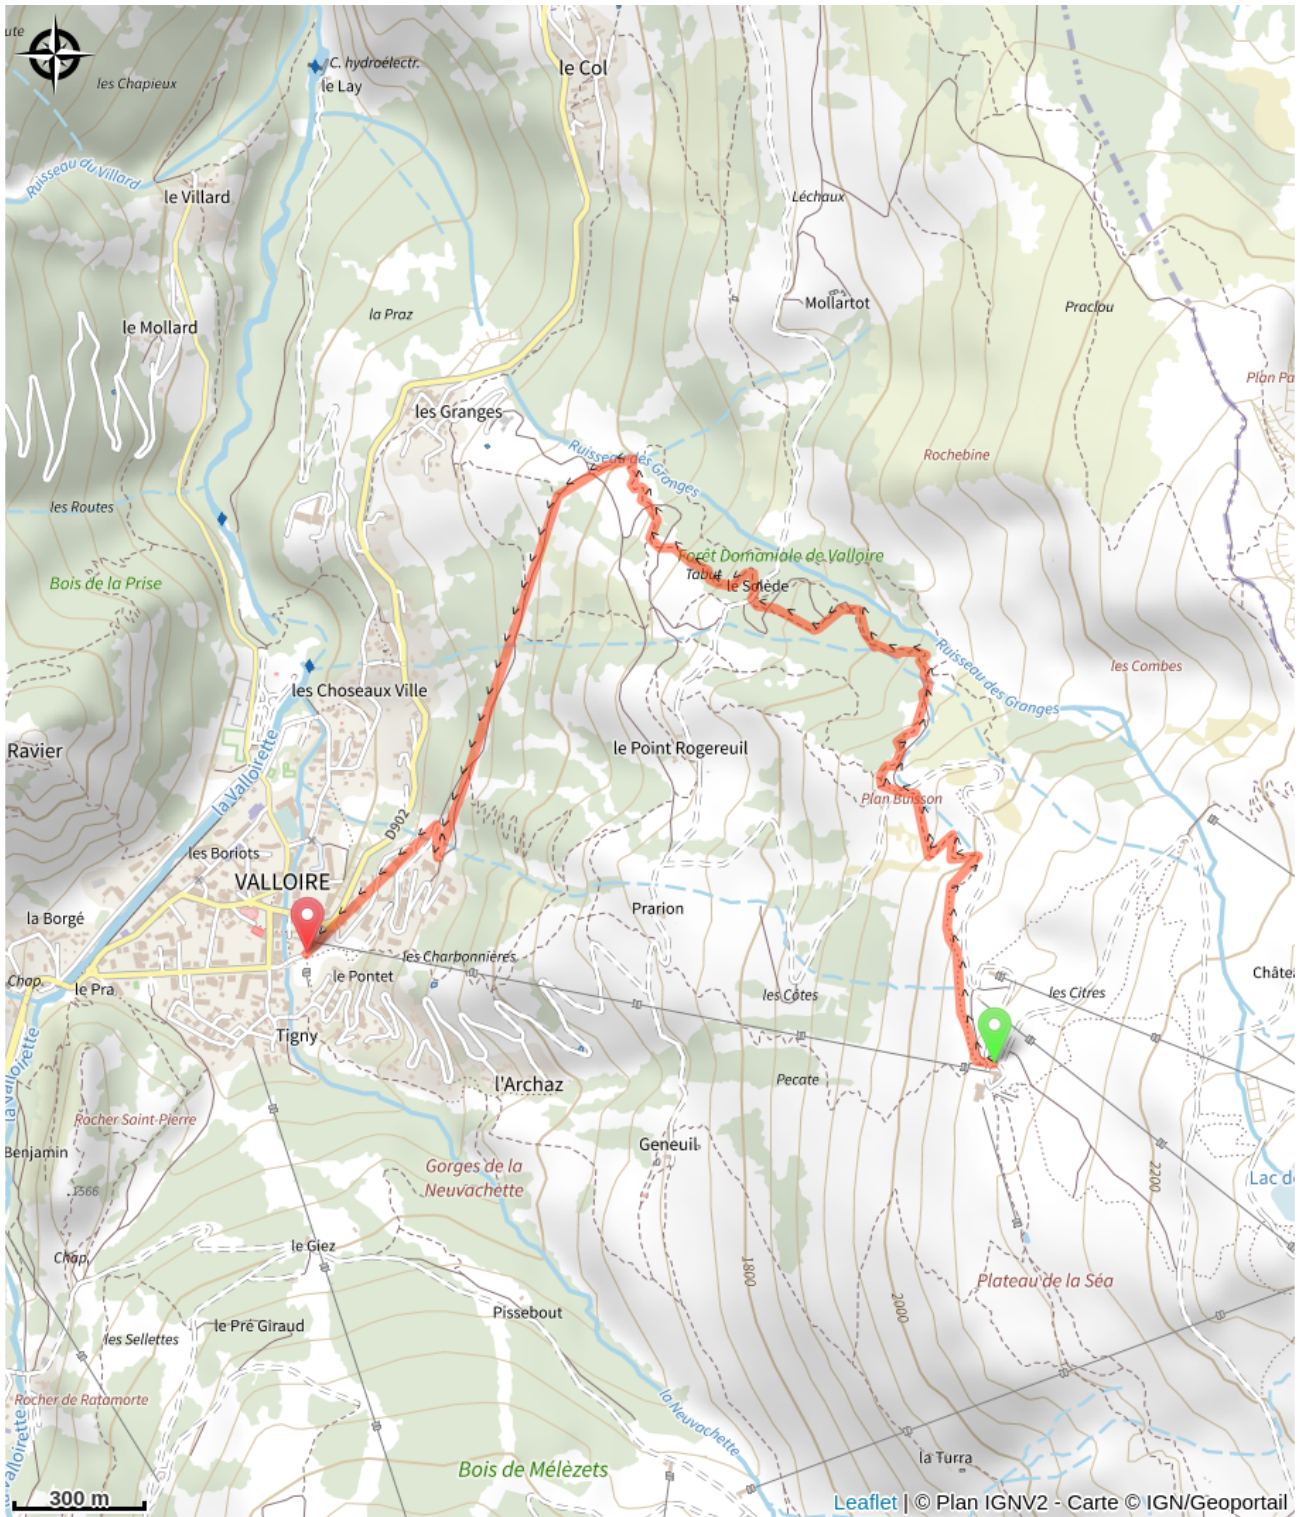 ute
C. hydroélectr.
le Lay
le Col
les Chapieux
Ruisseau du Villard
le Villard
Léchaux
Mollartot
la Praz
Praclou
le Mollard
Plan Pa
les Granges
Ruisseau des Granges
Rochebine
les Routes
Forêt Domaniale de Valloire
Tabut
le Solède
Bois de la Prise
Ruisseau des Granges
les Combes
les Choseaux Ville
Ravier
le Point Rogereuil
la Valloirette
Plan Buisson
D902
les Boriots
VALLOIRE
la Borgé
Prarion
les Charbonnières
Chap.
le Pra
le Pontet
les Côtes
les Citres
Châte
Tigny
la Valloirette
l'Archaz
Pecate
Rocher Saint-Pierre
Benjamin
Geneuil
Gorges de la
Neuvachette
2200
Lac d
1566
Chap.
le Giez
1800
Plateau de la Séa
2000
Pissebout
le Pré Giraud
les Sellettes
Rocher de Ratamorte
la Neuvachette
la Valloirette
la Turra
Bois de Mélèzets
300 m
Leaflet | © Plan IGNV2 - Carte © IGN/Geoportail